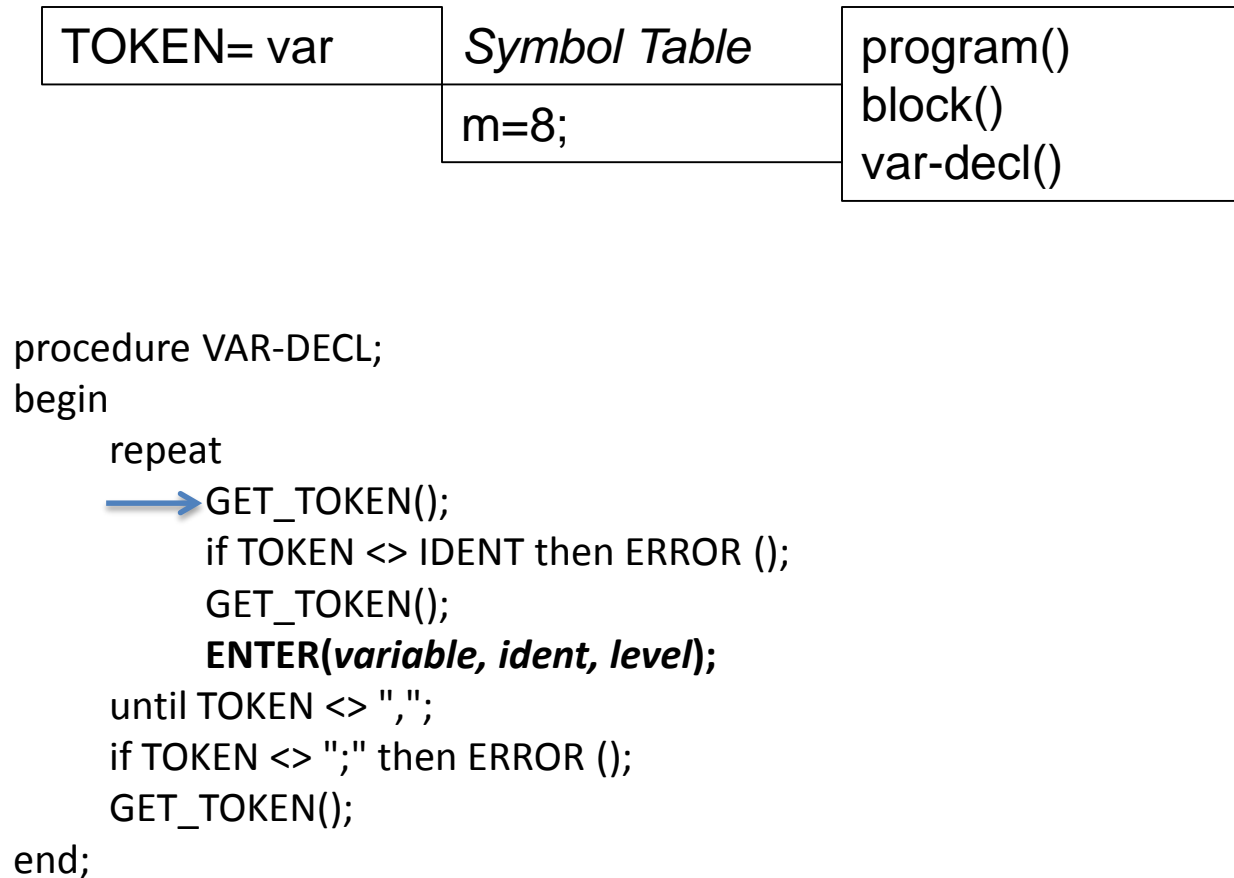 TOKEN= var
Symbol Table
m=8;
program()
block()
var-decl()
procedure VAR-DECL;
begin
repeat
GET_TOKEN();
if TOKEN <> IDENT then ERROR ();
GET_TOKEN();
ENTER(variable, ident, level);
until TOKEN <> ",";
if TOKEN <> ";" then ERROR ();
GET_TOKEN();
end;